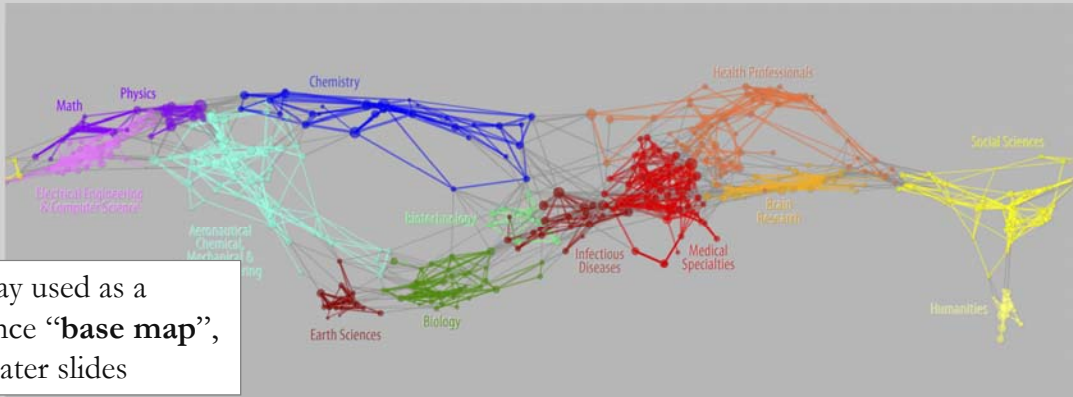 Health Professionals
Chemistry
Physics
Math
Social Sciences
Electrical Engineering
& Computer Science
Biotechnology
Brain
Research
Aeronautical
Chemical,
Mechanical &
Infectious
Diseases
Medical
Specialties
ay used as a
nce “base map”,
ater slides
Earth Sciences
Biology
Humanities